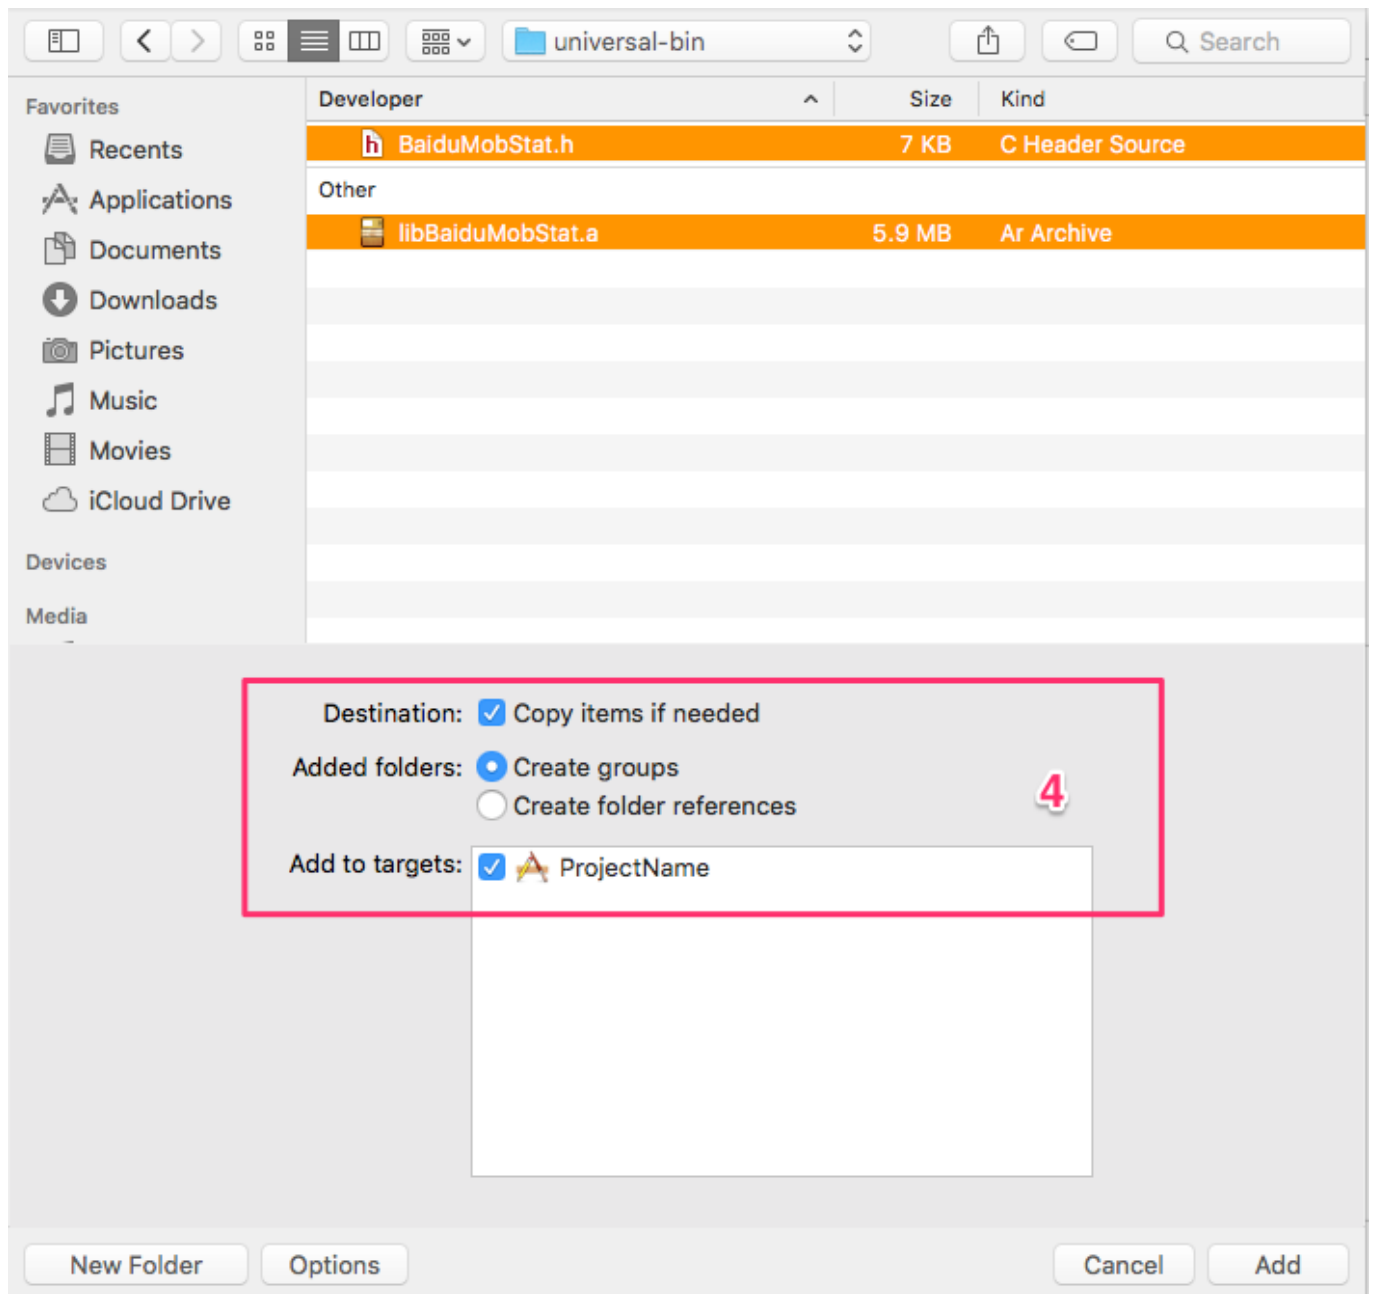 universal-bin
Search
Favorites
Recents
Applications
Documents
Downloads
Pictures
Music
Movies
iCloud Drive
Devices
Media
Developer Size Kind
h BaiduMobStat.h 7 KB C Header Source
Other
libBaiduMobStat.a 5.9 MB Ar Archive
Destination: Copy items if needed
Added folders: Create groups
Create folder references
4
Add to targets: ProjectName
New Folder Options Cancel Add